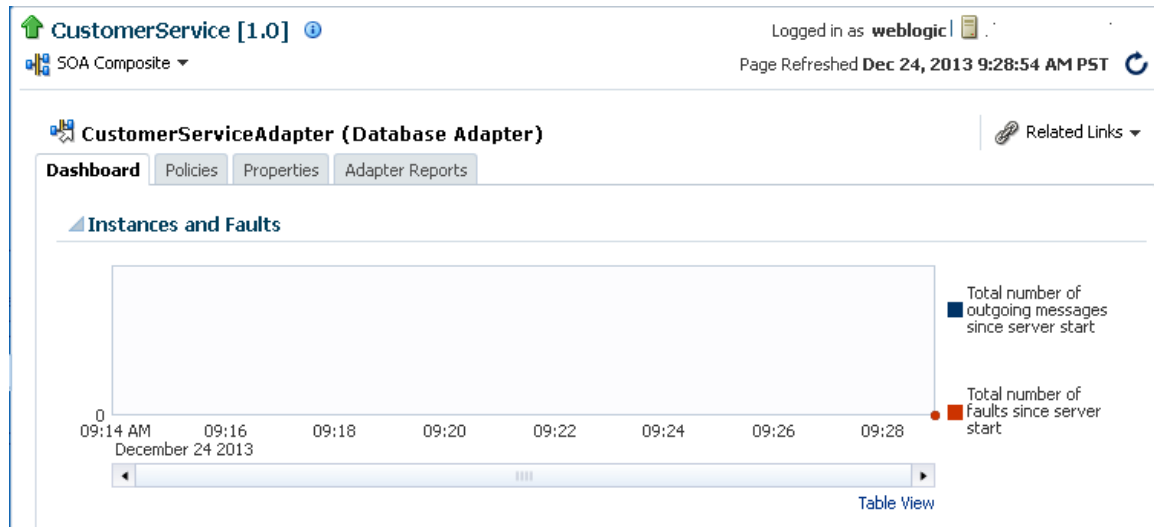 CustomerService [1.0]
Logged in as weblogic
SOA Composite
Page Refreshed Dec 24, 2013 9:28:54 AM PST
CustomerServiceAdapter (Database Adapter)
Related Links
Dashboard Policies Properties Adapter Reports
Instances and Faults
Total number of
outgoing messages
since server start
Total number of
faults since server
start
0
09:14 AM 09:16 09:18 09:20 09:22 09:24 09:26 09:28
December 24 2013
Table View